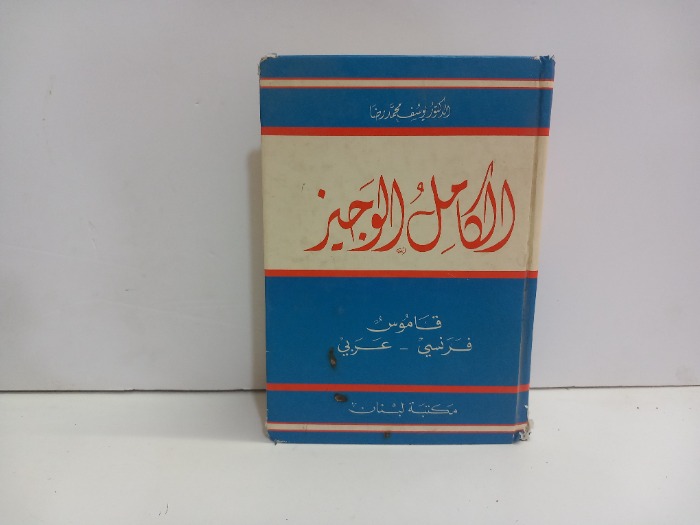 الدكتور يوسف محمد رضا
الكامل الوجيز
قاموس
فرنسي - عربي
مكتبة لبنان